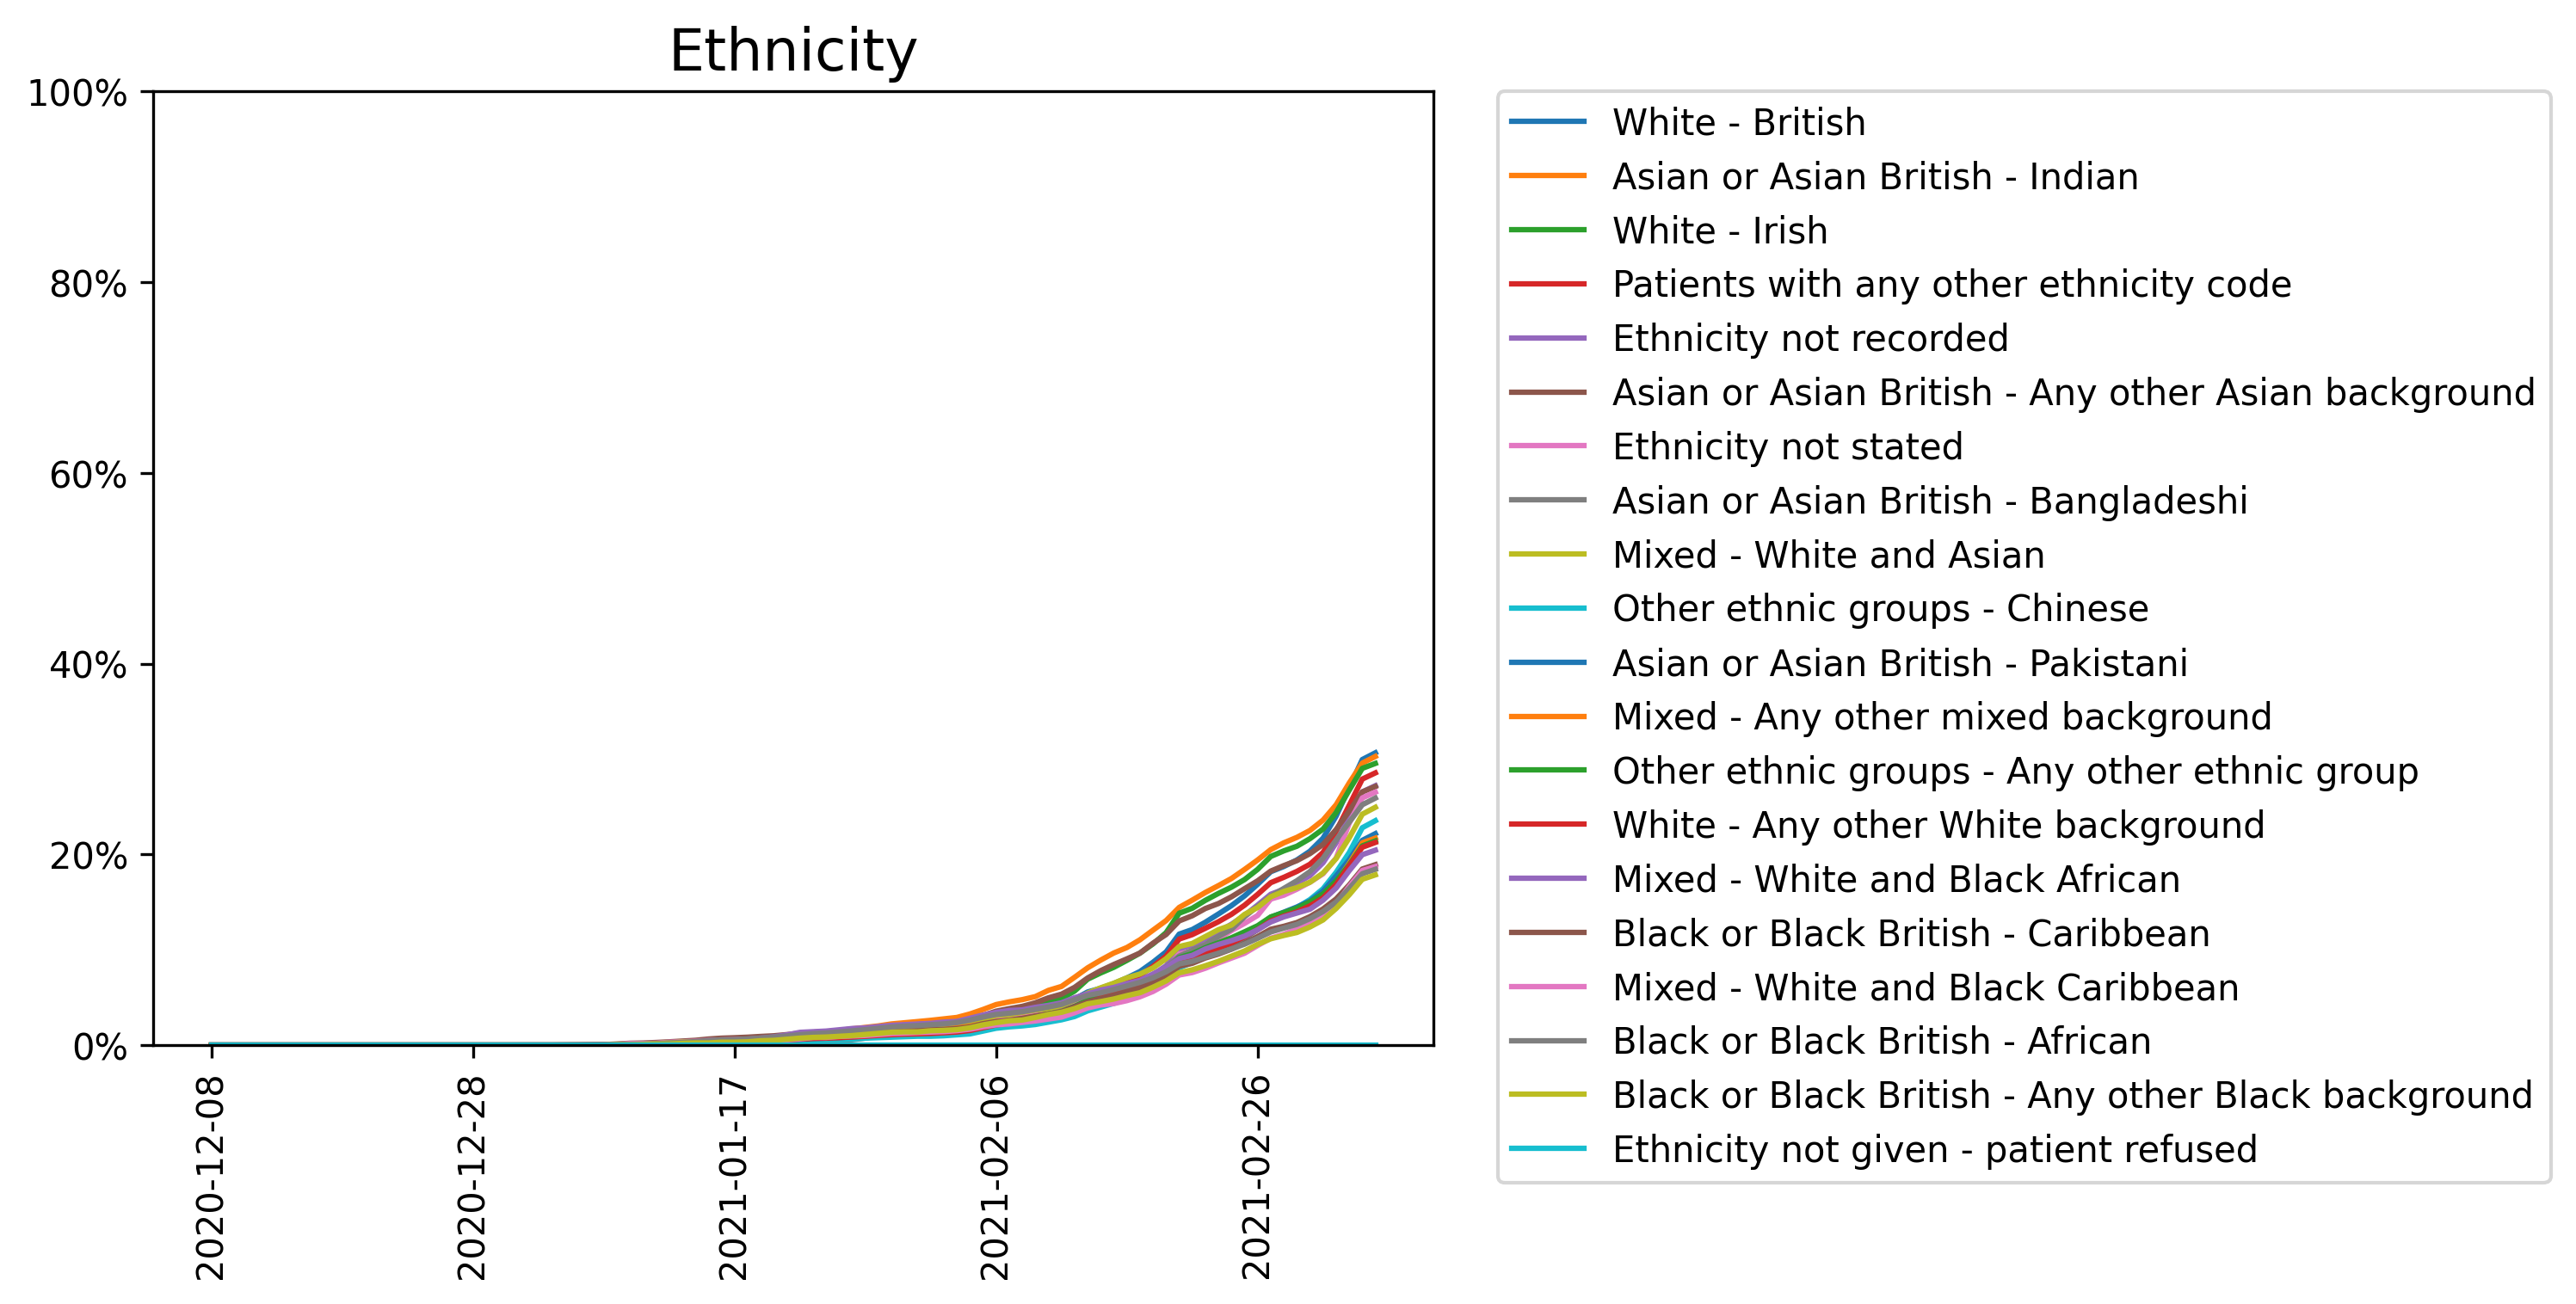 Ethnicity
100%
80%
60%
40%
20%
0%
2020-12-08
2020-12-28
2021-01-17
2021-02-06
2021-02-26
White - British
Asian or Asian British - Indian
White - Irish
Patients with any other ethnicity code
Ethnicity not recorded
Asian or Asian British - Any other Asian background
Ethnicity not stated
Asian or Asian British - Bangladeshi
Mixed - White and Asian
Other ethnic groups - Chinese
Asian or Asian British - Pakistani
Mixed - Any other mixed background
Other ethnic groups - Any other ethnic group
White - Any other White background
Mixed - White and Black African
Black or Black British - Caribbean
Mixed - White and Black Caribbean
Black or Black British - African
Black or Black British - Any other Black background
Ethnicity not given - patient refused